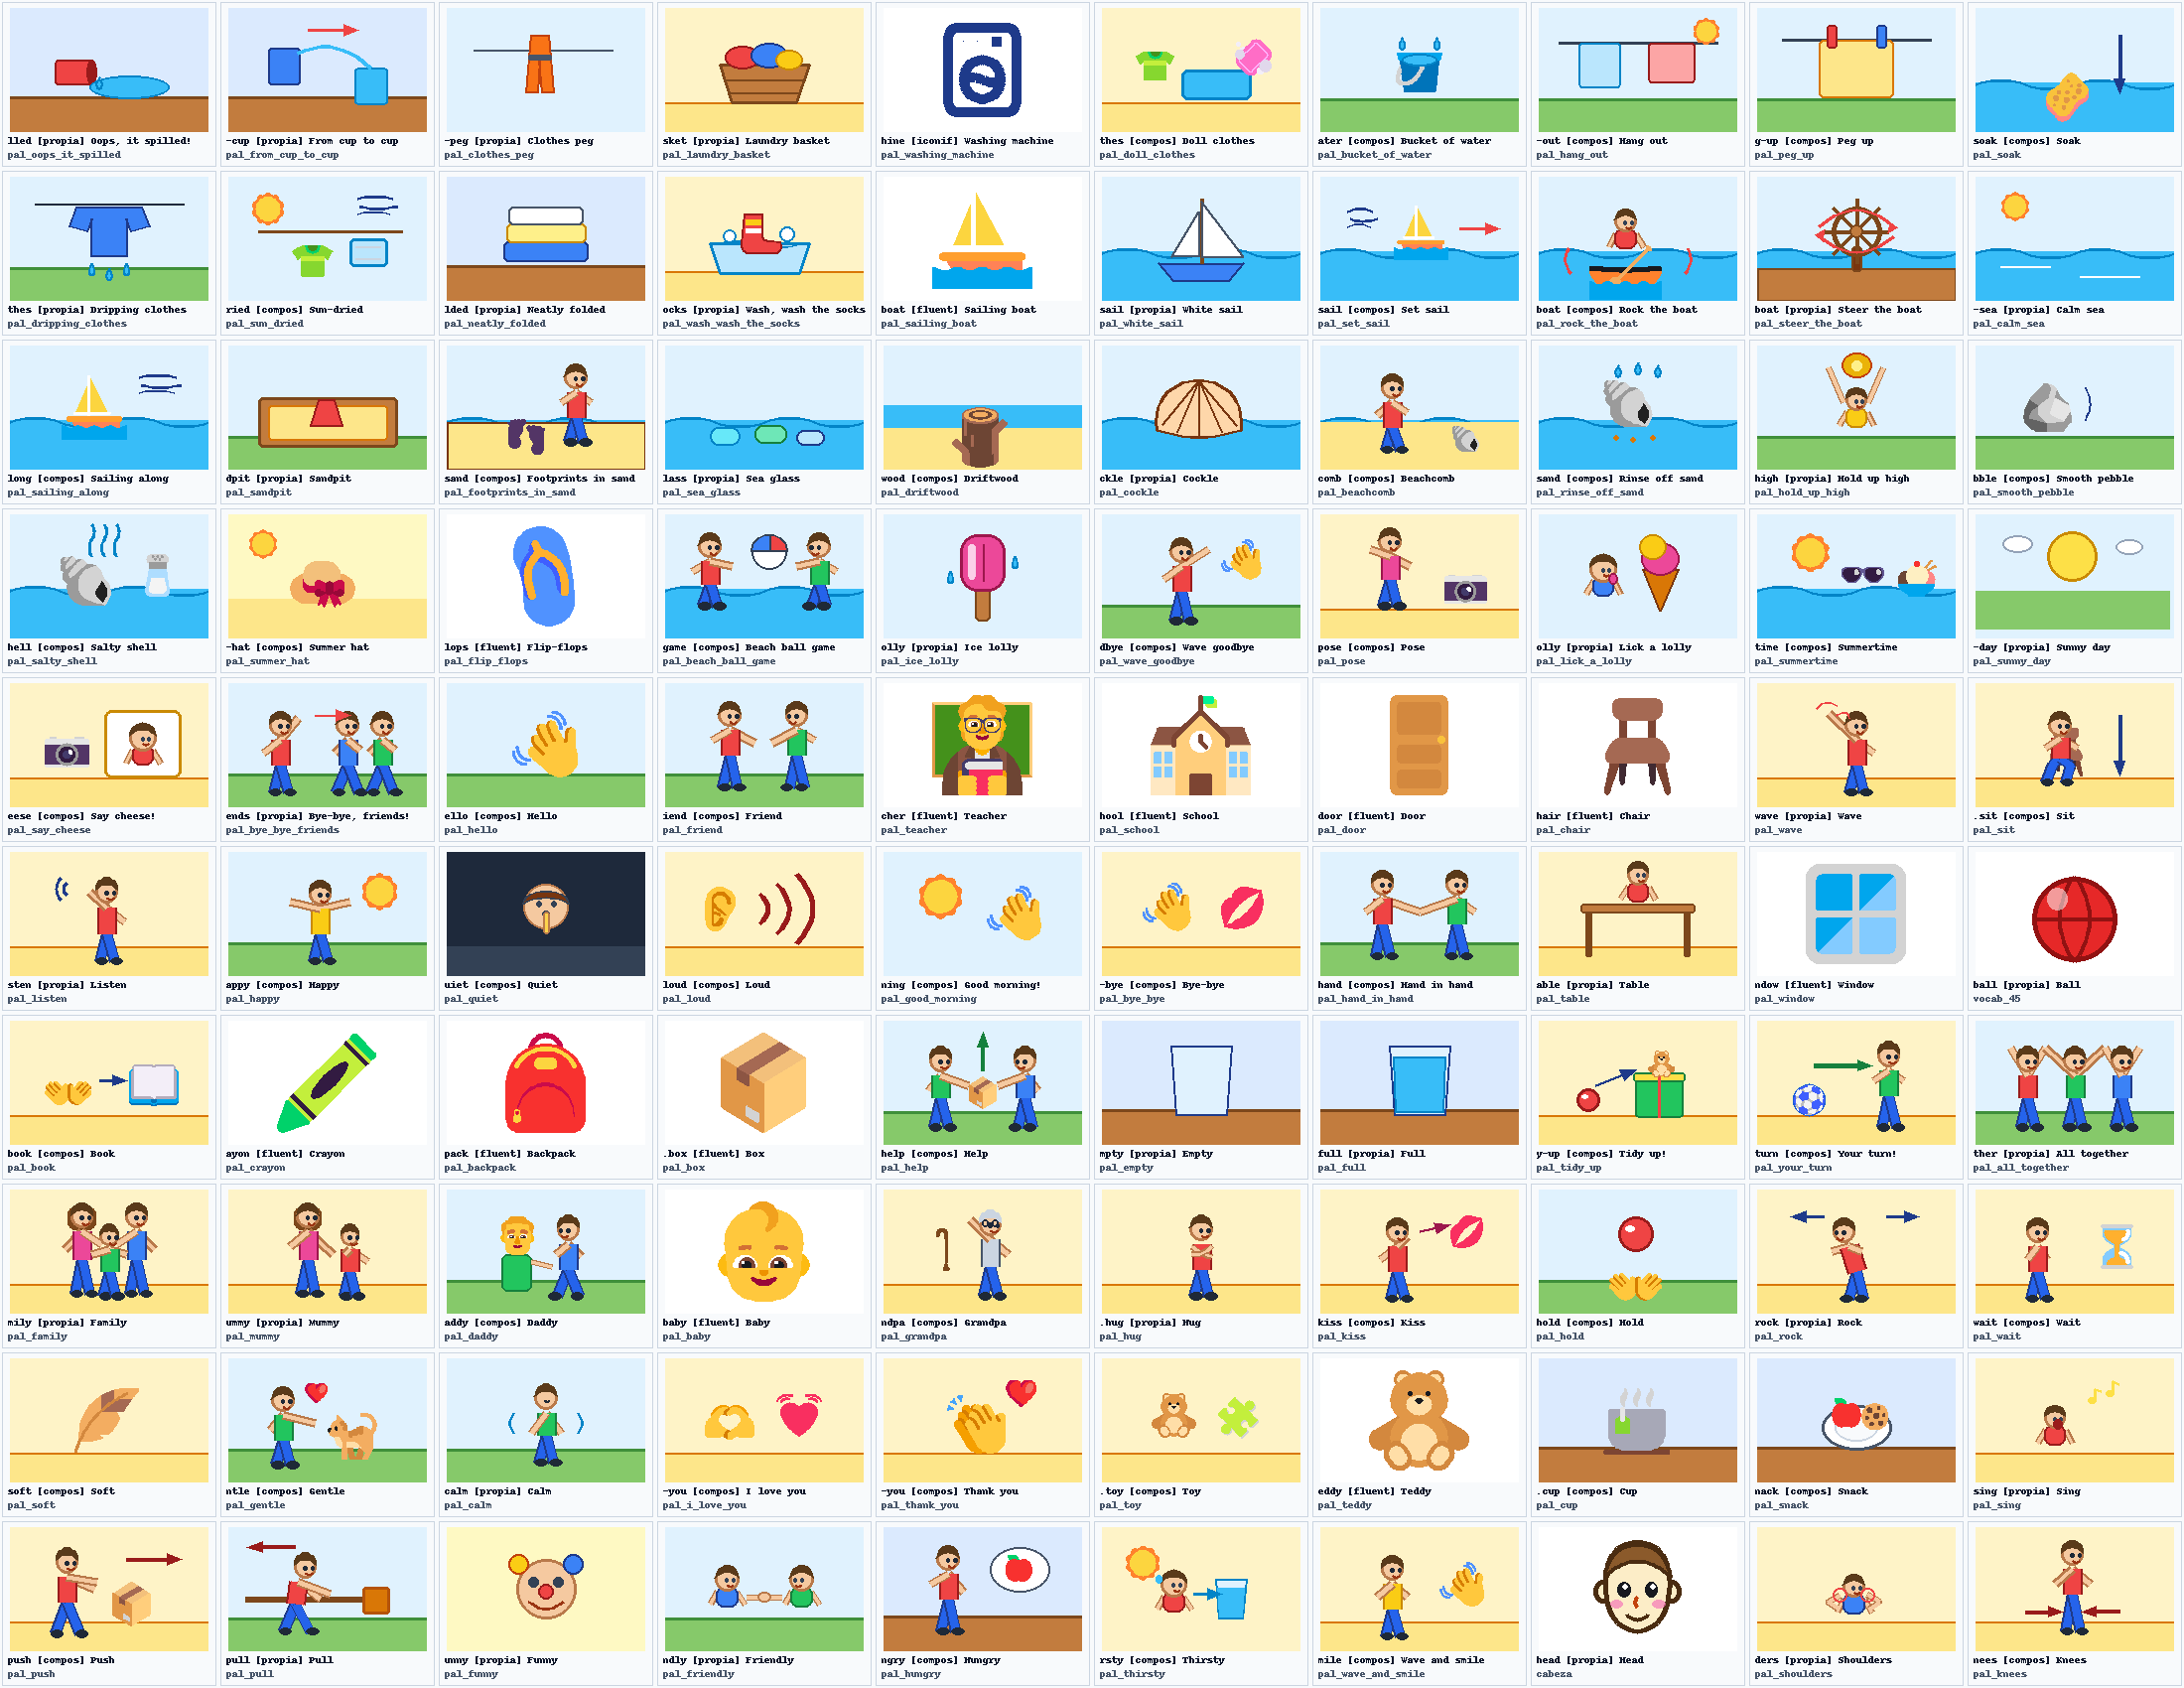 lled [propia] Oops, it spilled!
pal_oops_it_spilled
-cup [propia] From cup to cup
pal_from_cup_to_cup
-peg [propia] Clothes peg
pal_clothes_peg
sket [propia] Laundry basket
pal_laundry_basket
hine [iconif] Washing machine
pal_washing_machine
thes [compos] Doll clothes
pal_doll_clothes
ater [compos] Bucket of water
pal_bucket_of_water
-out [compos] Hang out
pal_hang_out
g-up [compos] Peg up
pal_peg_up
soak [compos] Soak
pal_soak
thes [propia] Dripping clothes
pal_dripping_clothes
ried [compos] Sun-dried
pal_sun_dried
lded [propia] Neatly folded
pal_neatly_folded
ocks [propia] Wash, wash the socks
pal_wash_wash_the_socks
boat [fluent] Sailing boat
pal_sailing_boat
sail [propia] White sail
pal_white_sail
sail [compos] Set sail
pal_set_sail
boat [compos] Rock the boat
pal_rock_the_boat
boat [propia] Steer the boat
pal_steer_the_boat
-sea [propia] Calm sea
pal_calm_sea
long [compos] Sailing along
pal_sailing_along
dpit [propia] Sandpit
pal_sandpit
sand [compos] Footprints in sand
pal_footprints_in_sand
lass [propia] Sea glass
pal_sea_glass
wood [compos] Driftwood
pal_driftwood
ckle [propia] Cockle
pal_cockle
comb [compos] Beachcomb
pal_beachcomb
sand [compos] Rinse off sand
pal_rinse_off_sand
high [propia] Hold up high
pal_hold_up_high
bble [compos] Smooth pebble
pal_smooth_pebble
hell [compos] Salty shell
pal_salty_shell
-hat [compos] Summer hat
pal_summer_hat
lops [fluent] Flip-flops
pal_flip_flops
game [compos] Beach ball game
pal_beach_ball_game
olly [propia] Ice lolly
pal_ice_lolly
dbye [compos] Wave goodbye
pal_wave_goodbye
pose [compos] Pose
pal_pose
olly [propia] Lick a lolly
pal_lick_a_lolly
time [compos] Summertime
pal_summertime
-day [propia] Sunny day
pal_sunny_day
eese [compos] Say cheese!
pal_say_cheese
ends [propia] Bye-bye, friends!
pal_bye_bye_friends
ello [compos] Hello
pal_hello
iend [compos] Friend
pal_friend
cher [fluent] Teacher
pal_teacher
hool [fluent] School
pal_school
door [fluent] Door
pal_door
hair [fluent] Chair
pal_chair
wave [propia] Wave
pal_wave
.sit [compos] Sit
pal_sit
sten [propia] Listen
pal_listen
appy [compos] Happy
pal_happy
uiet [compos] Quiet
pal_quiet
loud [compos] Loud
pal_loud
ning [compos] Good morning!
pal_good_morning
-bye [compos] Bye-bye
pal_bye_bye
hand [compos] Hand in hand
pal_hand_in_hand
able [propia] Table
pal_table
ndow [fluent] Window
pal_window
ball [propia] Ball
vocab_45
book [compos] Book
pal_book
ayon [fluent] Crayon
pal_crayon
pack [fluent] Backpack
pal_backpack
.box [fluent] Box
pal_box
help [compos] Help
pal_help
mpty [propia] Empty
pal_empty
full [propia] Full
pal_full
y-up [compos] Tidy up!
pal_tidy_up
turn [compos] Your turn!
pal_your_turn
ther [propia] All together
pal_all_together
mily [propia] Family
pal_family
ummy [propia] Mummy
pal_mummy
addy [compos] Daddy
pal_daddy
baby [fluent] Baby
pal_baby
ndpa [compos] Grandpa
pal_grandpa
.hug [propia] Hug
pal_hug
kiss [compos] Kiss
pal_kiss
hold [compos] Hold
pal_hold
rock [propia] Rock
pal_rock
wait [compos] Wait
pal_wait
soft [compos] Soft
pal_soft
ntle [compos] Gentle
pal_gentle
calm [propia] Calm
pal_calm
-you [compos] I love you
pal_i_love_you
-you [compos] Thank you
pal_thank_you
.toy [compos] Toy
pal_toy
eddy [fluent] Teddy
pal_teddy
.cup [compos] Cup
pal_cup
nack [compos] Snack
pal_snack
sing [propia] Sing
pal_sing
push [compos] Push
pal_push
pull [propia] Pull
pal_pull
unny [propia] Funny
pal_funny
ndly [propia] Friendly
pal_friendly
ngry [compos] Hungry
pal_hungry
rsty [compos] Thirsty
pal_thirsty
mile [compos] Wave and smile
pal_wave_and_smile
head [propia] Head
cabeza
ders [propia] Shoulders
pal_shoulders
nees [compos] Knees
pal_knees